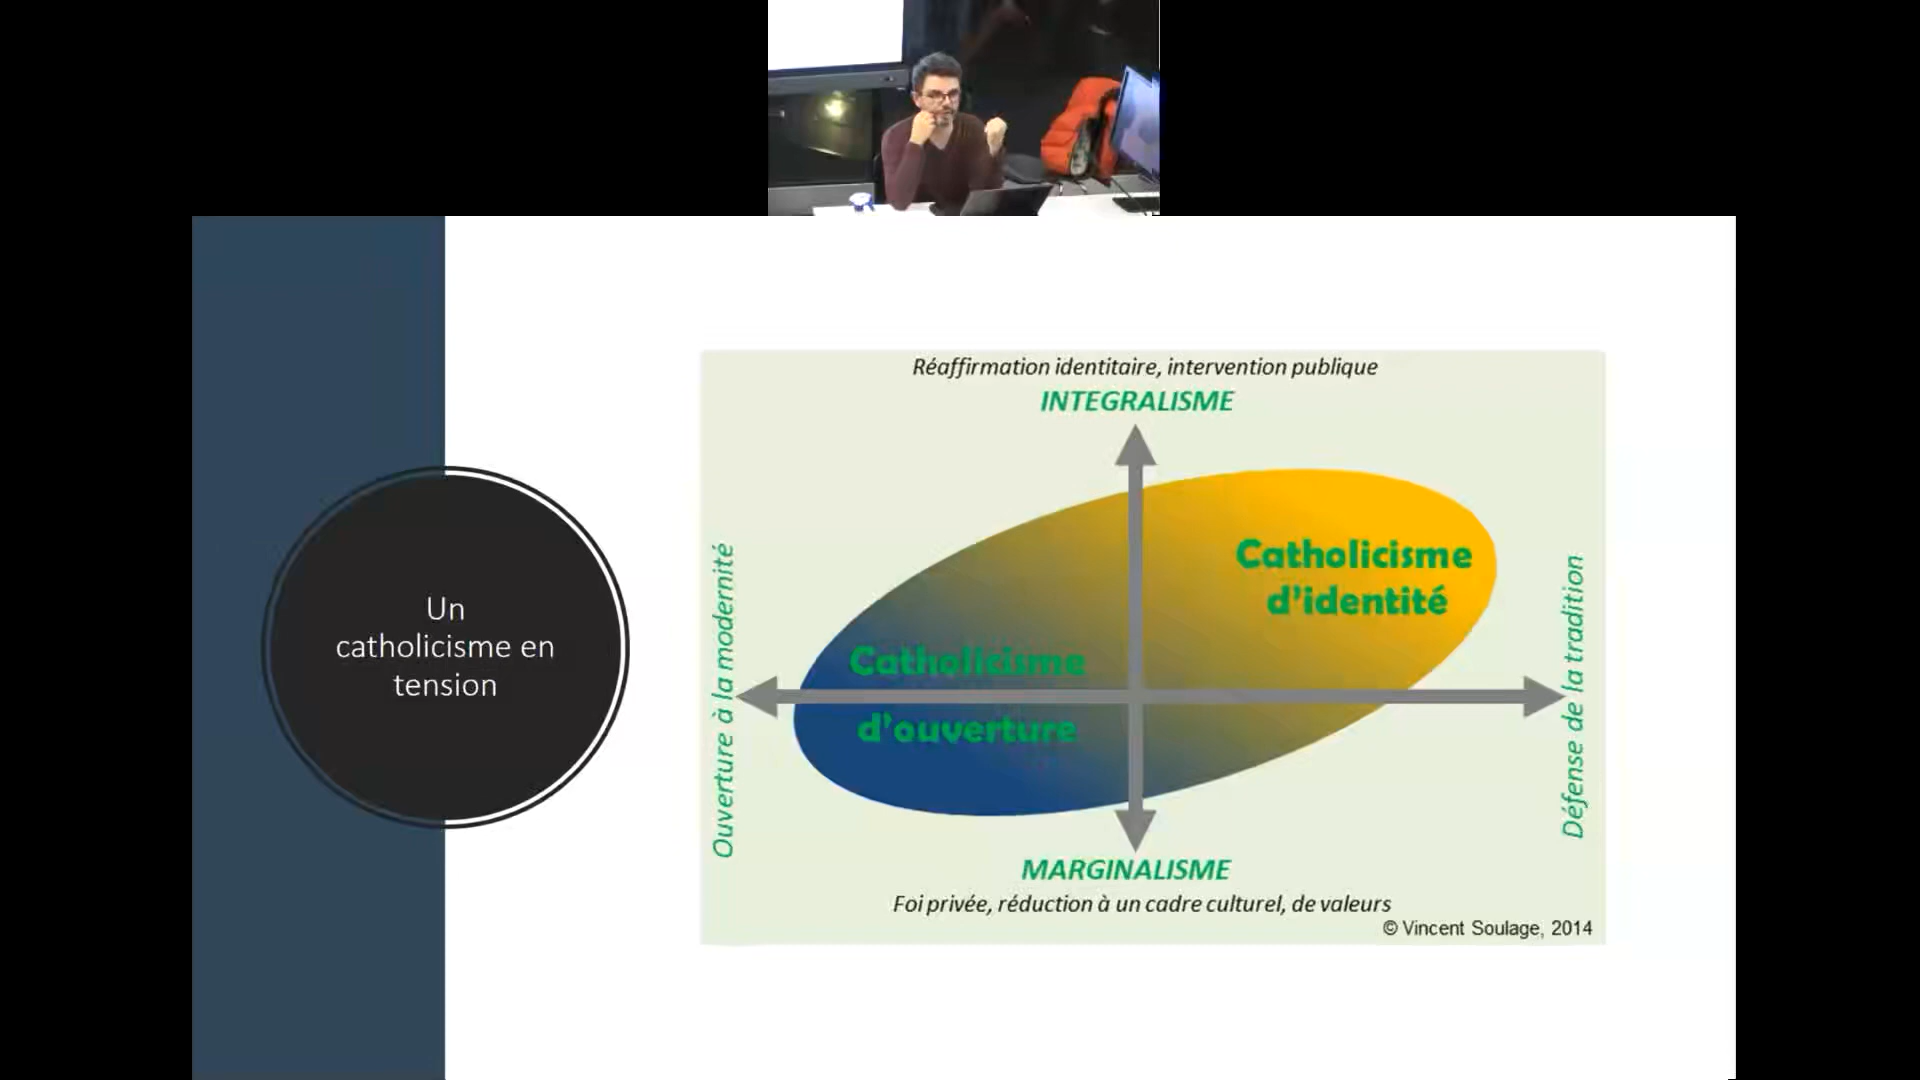 Un
catholicisme en
tension
Réaffirmation identitaire, intervention publique
INTEGRALISME
Ouverture à la modernité
Catholicisme
d'identité
Catholicisme
d'ouverture
Défense de la tradition
MARGINALISME
Foi privée, réduction à un cadre culturel, de valeurs
© Vincent Soulage, 2014